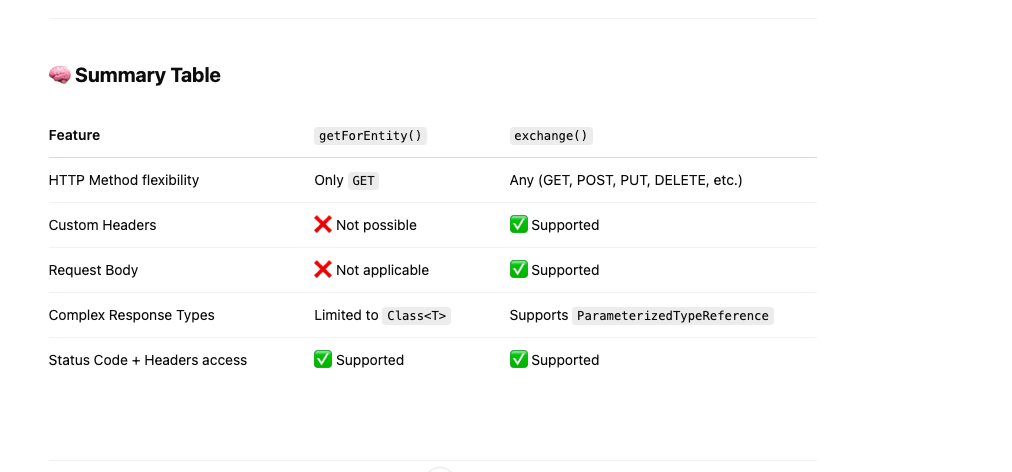 🧠 Summary Table
Feature getForEntity() exchange()
HTTP Method flexibility Only GET Any (GET, POST, PUT, DELETE, etc.)
Custom Headers ❌ Not possible ✅ Supported
Request Body ❌ Not applicable ✅ Supported
Complex Response Types Limited to Class<T> Supports ParameterizedTypeReference
Status Code + Headers access ✅ Supported ✅ Supported